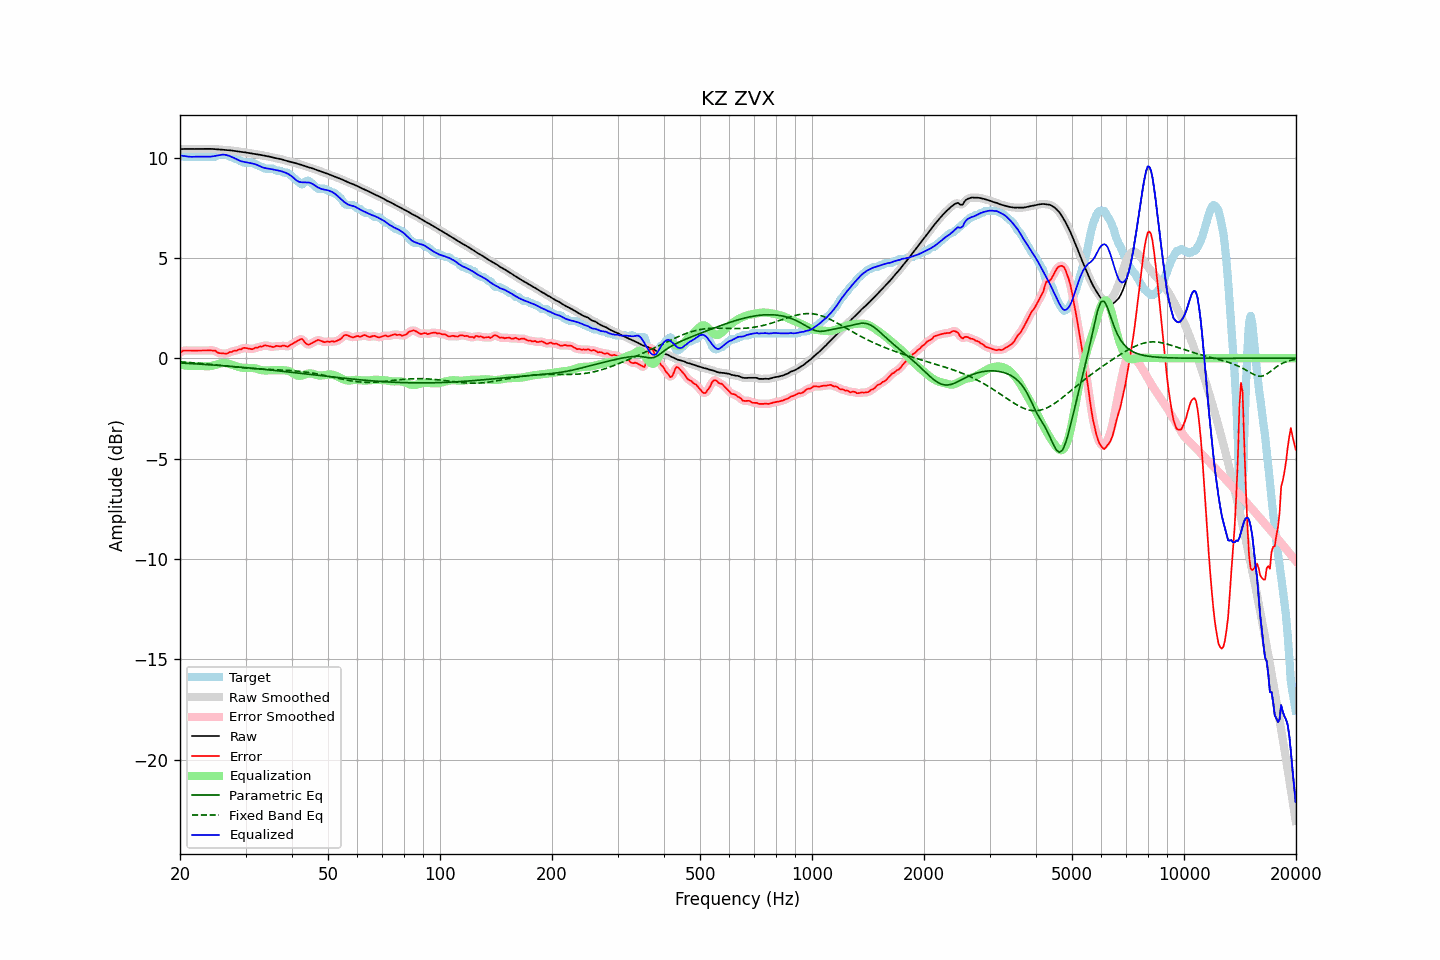 KZ ZVX
Amplitude (dBr)
10
5
0
−5
−10
−15
−20
Target
Raw Smoothed
Error Smoothed
Raw
Error
Equalization
Parametric Eq
Fixed Band Eq
Equalized
20 50 100 200 500 1000 2000 5000 10000 20000
Frequency (Hz)